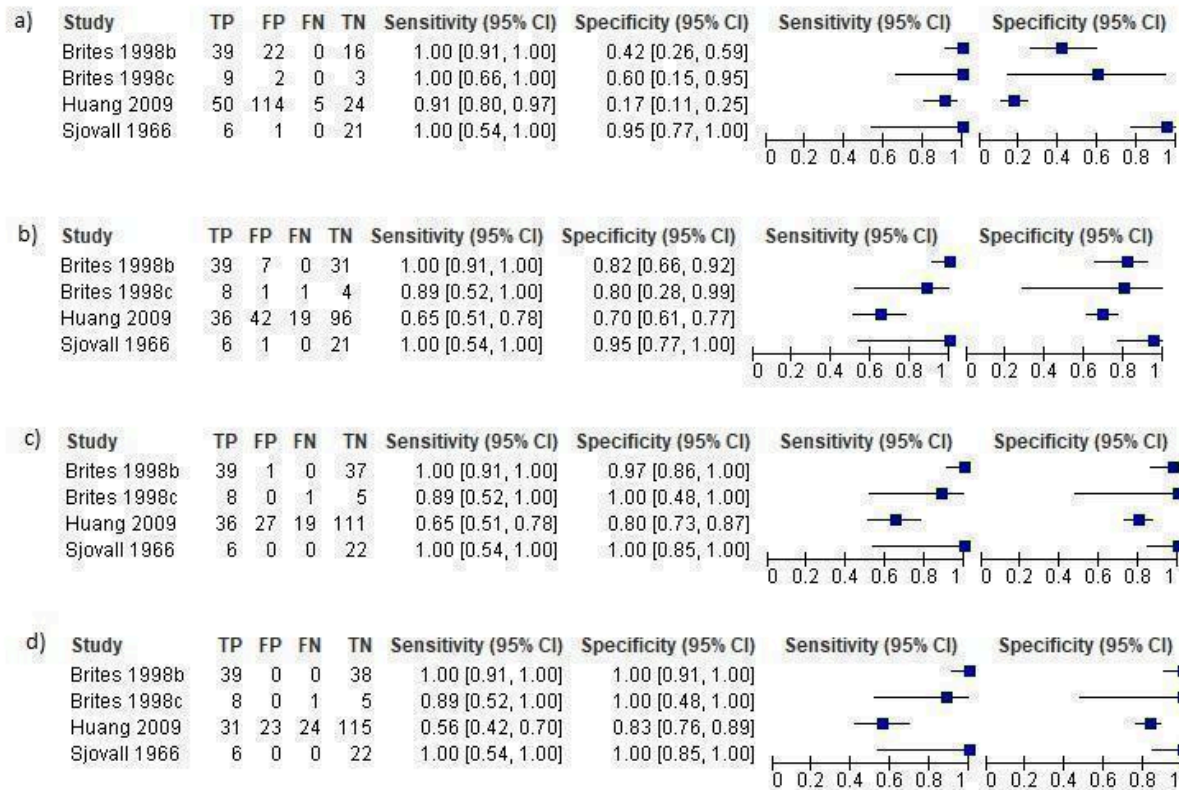 a) Study TP FP FN TN Sensitivity (95% CI) Specificity (95% CI) Sensitivity (95% CI) Specificity (95% CI)
Brites 1998b 39 22 0 16 1.00 [0.91, 1.00] 0.42 [0.26, 0.59]
Brites 1998c 9 2 0 3 1.00 [0.66, 1.00] 0.60 [0.15, 0.95]
Huang 2009 50 114 5 24 0.91 [0.80, 0.97] 0.17 [0.11, 0.25]
Sjovall 1966 6 1 0 21 1.00 [0.54, 1.00] 0.95 [0.77, 1.00]
0 0.2 0.4 0.6 0.8 1 0 0.2 0.4 0.6 0.8 1
b) Study TP FP FN TN Sensitivity (95% CI) Specificity (95% CI) Sensitivity (95% CI) Specificity (95% CI)
Brites 1998b 39 7 0 31 1.00 [0.91, 1.00] 0.82 [0.66, 0.92]
Brites 1998c 8 1 1 4 0.89 [0.52, 1.00] 0.80 [0.28, 0.99]
Huang 2009 36 42 19 96 0.65 [0.51, 0.78] 0.70 [0.61, 0.77]
Sjovall 1966 6 1 0 21 1.00 [0.54, 1.00] 0.95 [0.77, 1.00]
0 0.2 0.4 0.6 0.8 1 0 0.2 0.4 0.6 0.8 1
c) Study TP FP FN TN Sensitivity (95% CI) Specificity (95% CI) Sensitivity (95% CI) Specificity (95% CI)
Brites 1998b 39 1 0 37 1.00 [0.91, 1.00] 0.97 [0.86, 1.00]
Brites 1998c 8 0 1 5 0.89 [0.52, 1.00] 1.00 [0.48, 1.00]
Huang 2009 36 27 19 111 0.65 [0.51, 0.78] 0.80 [0.73, 0.87]
Sjovall 1966 6 0 0 22 1.00 [0.54, 1.00] 1.00 [0.85, 1.00]
0 0.2 0.4 0.6 0.8 1 0 0.2 0.4 0.6 0.8 1
d) Study TP FP FN TN Sensitivity (95% CI) Specificity (95% CI) Sensitivity (95% CI) Specificity (95% CI)
Brites 1998b 39 0 0 38 1.00 [0.91, 1.00] 1.00 [0.91, 1.00]
Brites 1998c 8 0 1 5 0.89 [0.52, 1.00] 1.00 [0.48, 1.00]
Huang 2009 31 23 24 115 0.56 [0.42, 0.70] 0.83 [0.76, 0.89]
Sjovall 1966 6 0 0 22 1.00 [0.54, 1.00] 1.00 [0.85, 1.00]
0 0.2 0.4 0.6 0.8 1 0 0.2 0.4 0.6 0.8 1